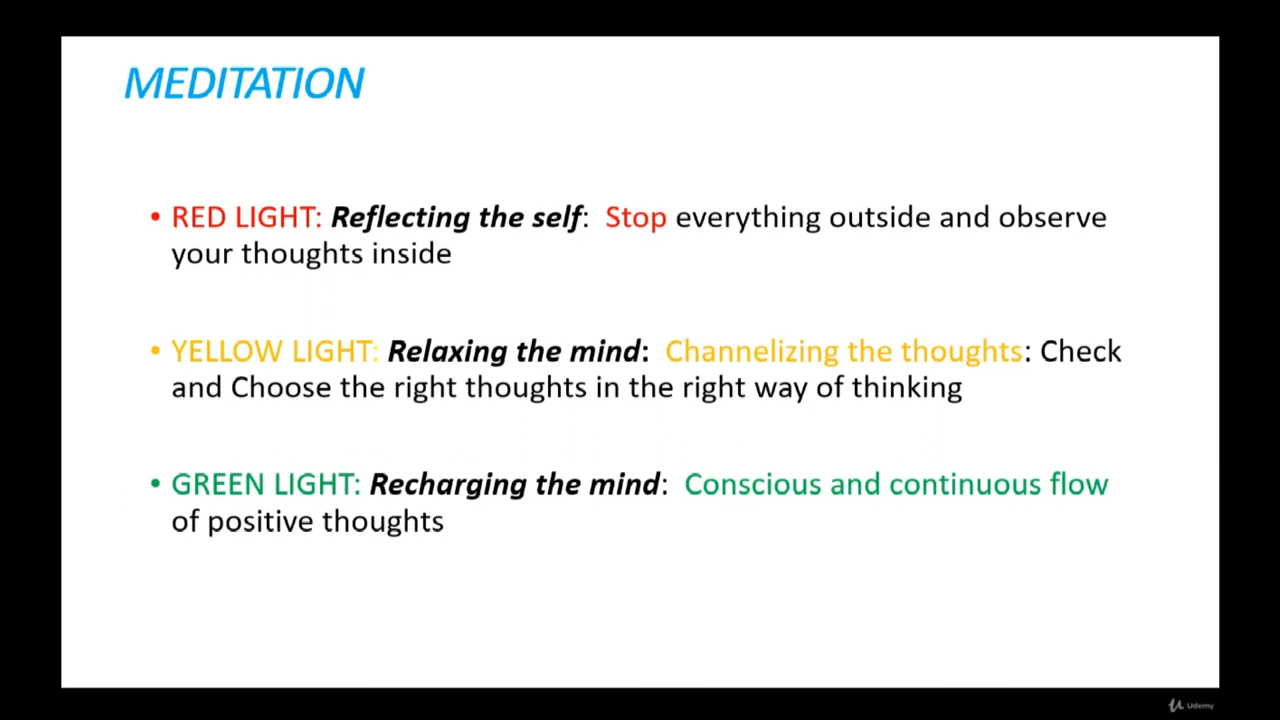 MEDITATION
• RED LIGHT: Reflecting the self: Stop everything outside and observe
your thoughts inside
• YELLOW LIGHT: Relaxing the mind: Channelizing the thoughts: Check
and Choose the right thoughts in the right way of thinking
• GREEN LIGHT: Recharging the mind: Conscious and continuous flow
of positive thoughts
Udemy